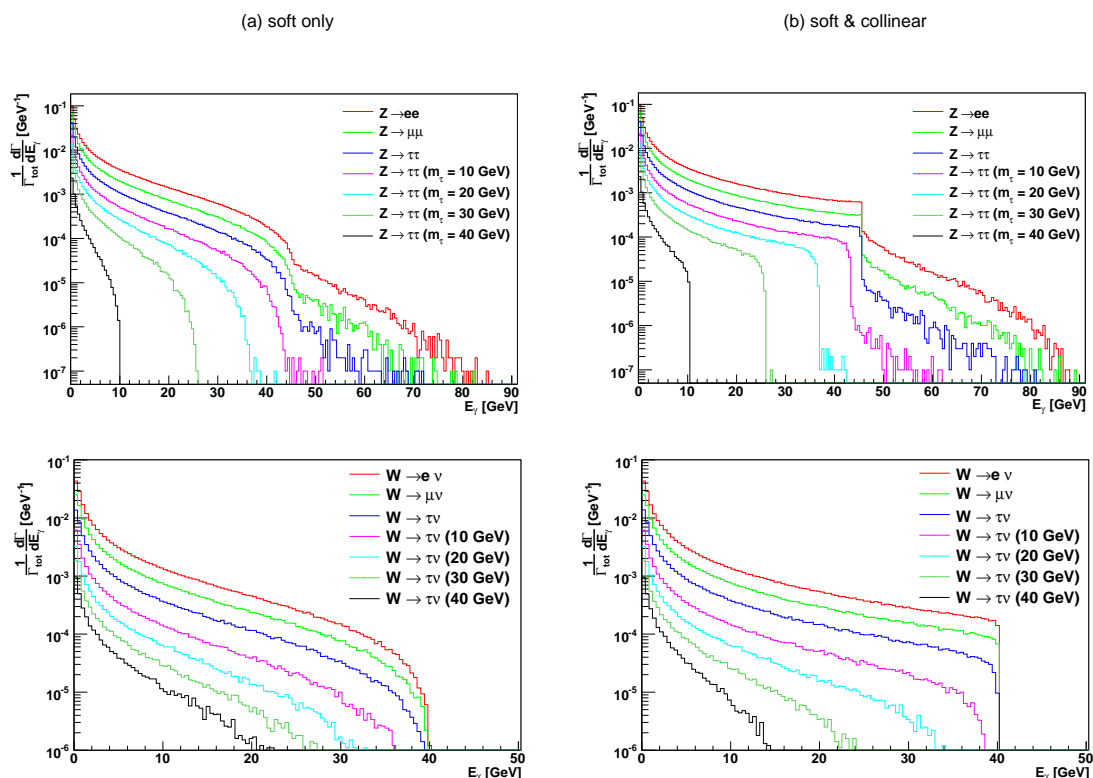 (a) soft only
(b) soft & collinear
1/Γtot dΓ/dEγ [GeV⁻¹]
10⁻¹
10⁻²
10⁻³
10⁻⁴
10⁻⁵
10⁻⁶
10⁻⁷
Z → ee
Z → μμ
Z → ττ
Z → ττ (mτ = 10 GeV)
Z → ττ (mτ = 20 GeV)
Z → ττ (mτ = 30 GeV)
Z → ττ (mτ = 40 GeV)
0 10 20 30 40 50 60 70 80 90
Eγ [GeV]
1/Γtot dΓ/dEγ [GeV⁻¹]
10⁻¹
10⁻²
10⁻³
10⁻⁴
10⁻⁵
10⁻⁶
10⁻⁷
Z → ee
Z → μμ
Z → ττ
Z → ττ (mτ = 10 GeV)
Z → ττ (mτ = 20 GeV)
Z → ττ (mτ = 30 GeV)
Z → ττ (mτ = 40 GeV)
0 10 20 30 40 50 60 70 80 90
Eγ [GeV]
1/Γtot dΓ/dEγ [GeV⁻¹]
10⁻¹
10⁻²
10⁻³
10⁻⁴
10⁻⁵
10⁻⁶
W → e ν
W → μν
W → τν
W → τν (10 GeV)
W → τν (20 GeV)
W → τν (30 GeV)
W → τν (40 GeV)
0 10 20 30 40 50
Eγ [GeV]
1/Γtot dΓ/dEγ [GeV⁻¹]
10⁻¹
10⁻²
10⁻³
10⁻⁴
10⁻⁵
10⁻⁶
W → e ν
W → μν
W → τν
W → τν (10 GeV)
W → τν (20 GeV)
W → τν (30 GeV)
W → τν (40 GeV)
0 10 20 30 40 50
Eγ [GeV]